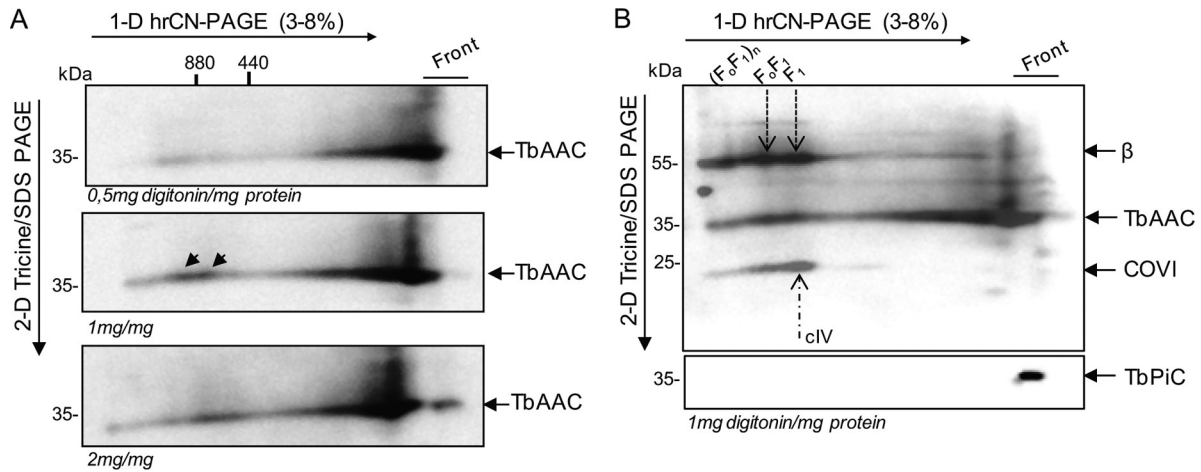 A
1-D hrCN-PAGE (3-8%)
Front
kDa
880
440
2-D Tricine/SDS PAGE
35-
TbAAC
0,5mg digitonin/mg protein
35-
TbAAC
1mg/mg
35-
TbAAC
2mg/mg
B
1-D hrCN-PAGE (3-8%)
kDa
(FₒF₁)ₙ
FₒF₁
F₁
Front
2-D Tricine/SDS PAGE
55-
β
35-
TbAAC
25-
COVI
cIV
35-
TbPiC
1mg digitonin/mg protein